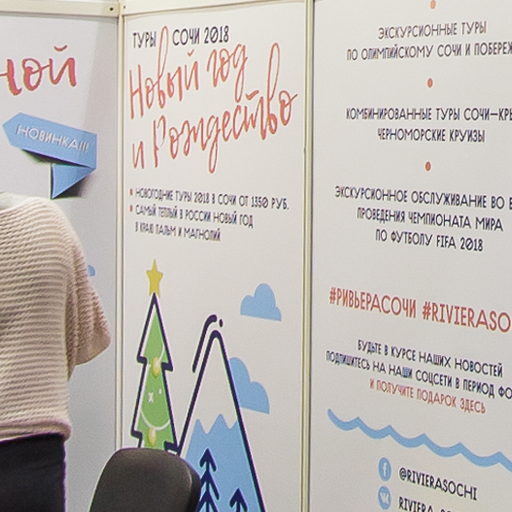 НОЙ
НОВИНКА!!!
ТУРЫ СОЧИ 2018
Новый год
и Рождество
• НОВОГОДНИЕ ТУРЫ 2018 В СОЧИ ОТ 1350 РУБ.
• САМЫЙ ТЕПЛЫЙ В РОССИИ НОВЫЙ ГОД
В КРАЮ ПАЛЬМ И МАГНОЛИЙ
ЭКСКУРСИОННЫЕ ТУРЫ
ПО ОЛИМПИЙСКОМУ СОЧИ И ПОБЕРЕЖ
КОМБИНИРОВАННЫЕ ТУРЫ СОЧИ-КРЫ
ЧЕРНОМОРСКИЕ КРУИЗЫ
ЭКСКУРСИОННОЕ ОБСЛУЖИВАНИЕ ВО В
ПРОВЕДЕНИЯ ЧЕМПИОНАТА МИРА
ПО ФУТБОЛУ FIFA 2018
#РИВЬЕРАСОЧИ #RIVIERASO
БУДЬТЕ В КУРСЕ НАШИХ НОВОСТЕЙ
ПОДПИШИТЕСЬ НА НАШИ СОЦСЕТИ В ПЕРИОД ФО
И ПОЛУЧИТЕ ПОДАРОК ЗДЕСЬ
@RIVIERASOCHI
RIVIERA